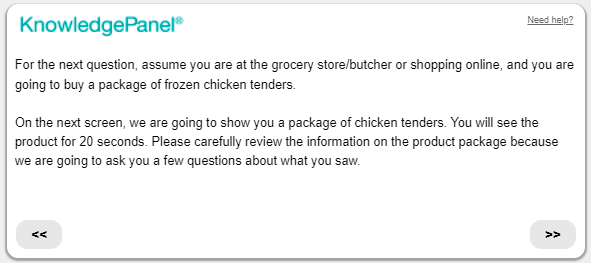 KnowledgePanel®
Need help?
For the next question, assume you are at the grocery store/butcher or shopping online, and you are
going to buy a package of frozen chicken tenders.
On the next screen, we are going to show you a package of chicken tenders. You will see the
product for 20 seconds. Please carefully review the information on the product package because
we are going to ask you a few questions about what you saw.
<< >>